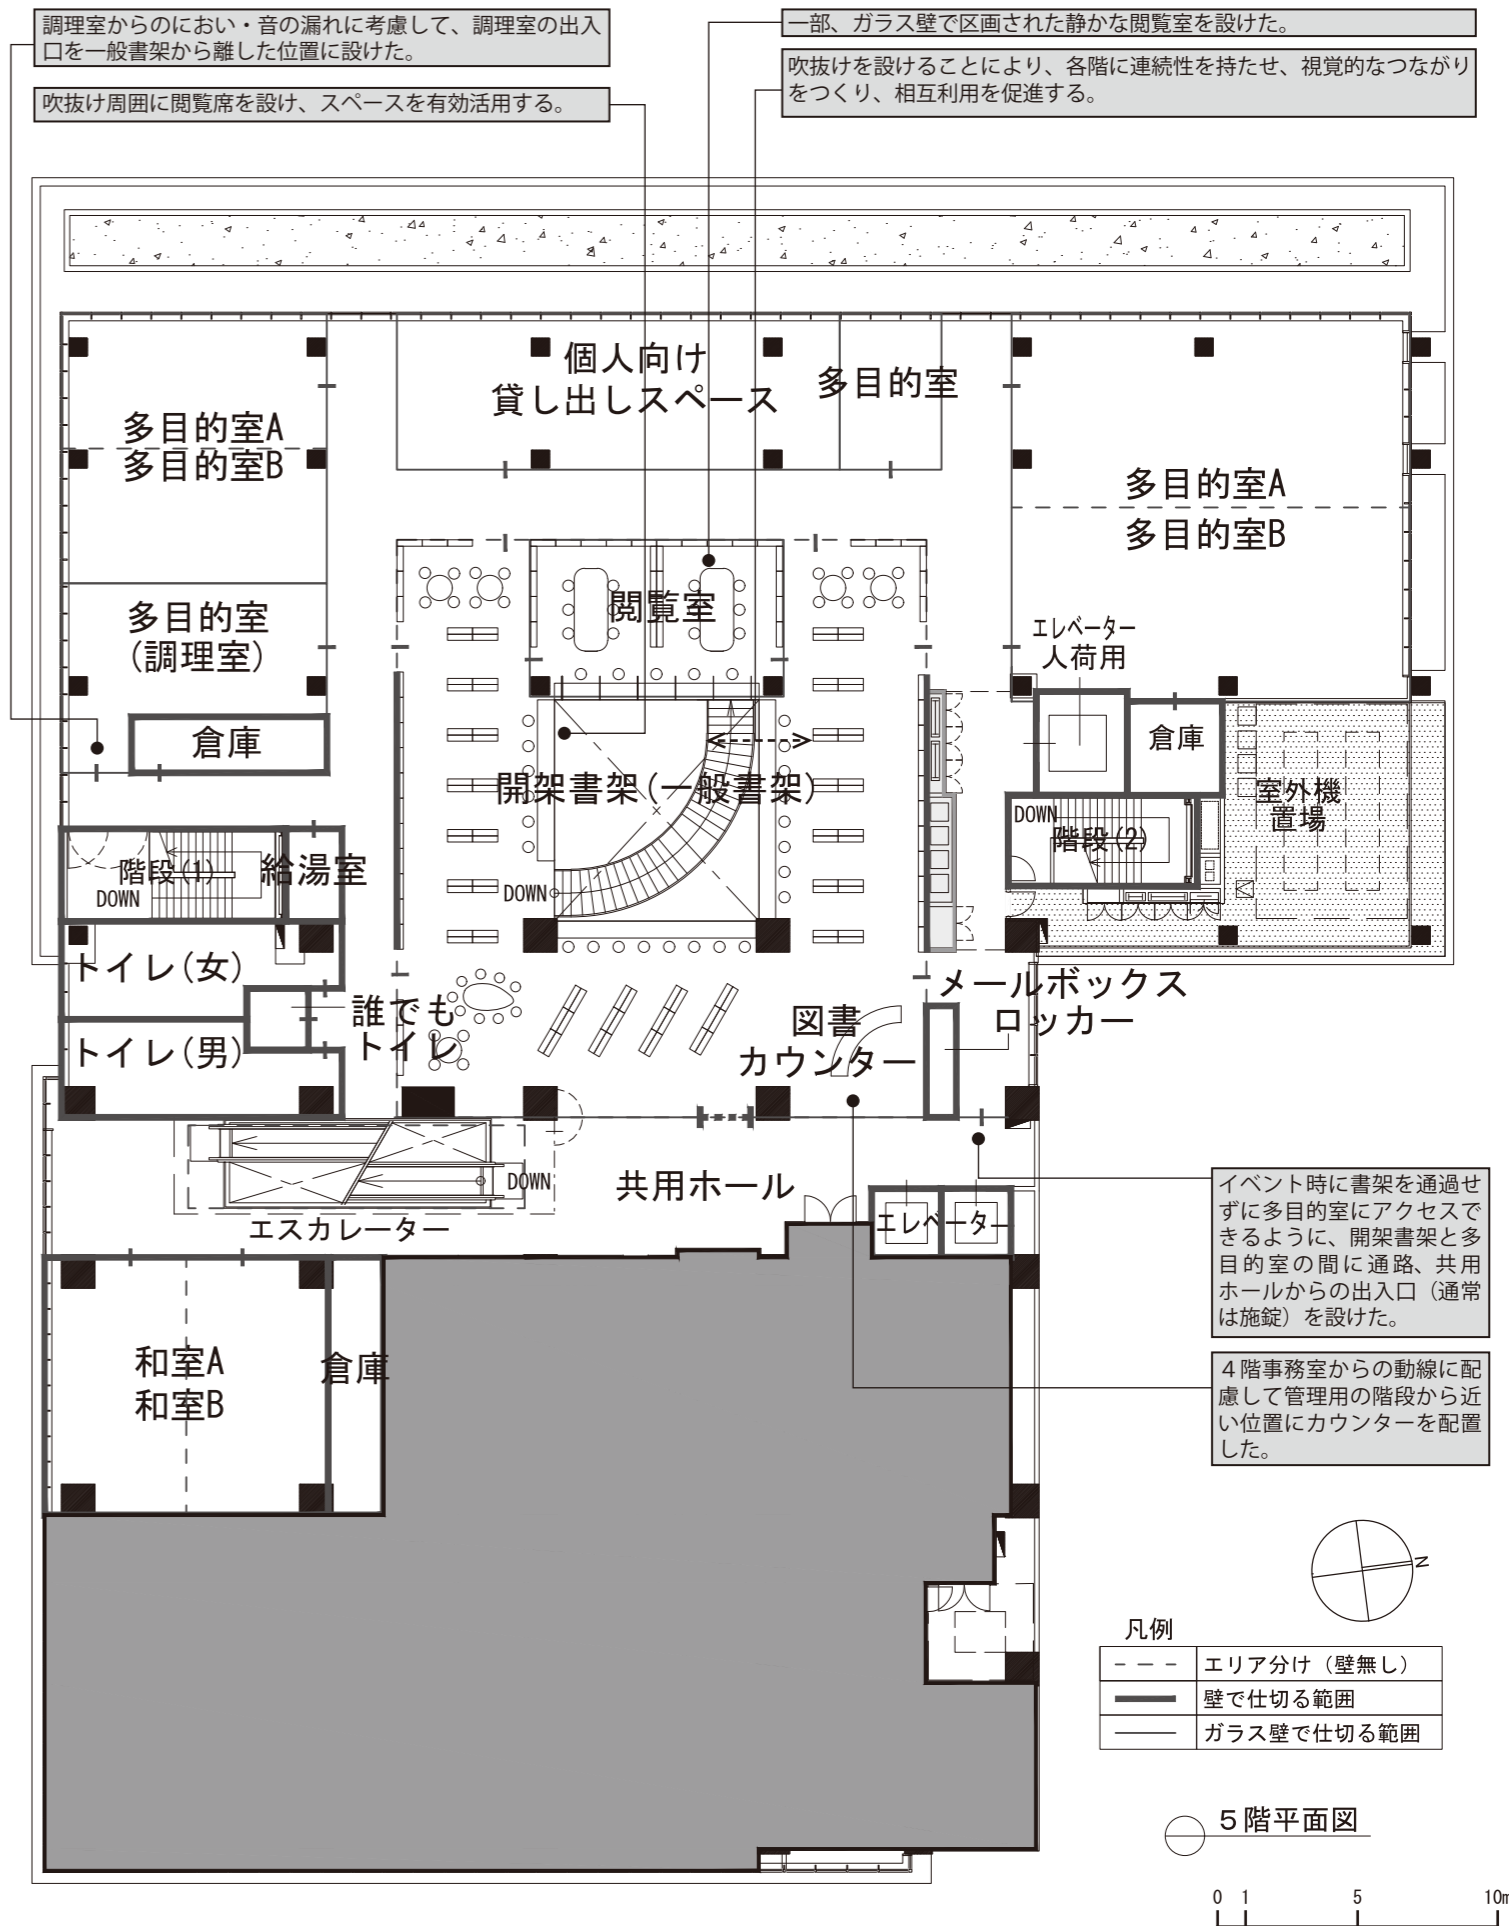 調理室からのにおい・音の漏れに考慮して、調理室の出入
口を一般書架から離した位置に設けた。
吹抜け周囲に閲覧席を設け、スペースを有効活用する。
一部、ガラス壁で区画された静かな閲覧室を設けた。
吹抜けを設けることにより、各階に連続性を持たせ、視覚的なつながり
をつくり、相互利用を促進する。
個人向け
貸し出しスペース
多目的室
多目的室A
多目的室B
多目的室A
多目的室B
多目的室
(調理室)
閲覧室
エレベーター
人荷用
倉庫
倉庫
開架書架(一般書架)
室外機
置場
DOWN
階段(2)
階段(1)
DOWN
給湯室
DOWN
トイレ(女)
誰でも
トイレ
トイレ(男)
図書
カウンター
メールボックス
ロッカー
DOWN
共用ホール
エスカレーター
エレベーター
イベント時に書架を通過せ
ずに多目的室にアクセスで
きるように、開架書架と多
目的室の間に通路、共用
ホールからの出入口（通常
は施錠）を設けた。
和室A
和室B
倉庫
４階事務室からの動線に配
慮して管理用の階段から近
い位置にカウンターを配置
した。
N
凡例
エリア分け（壁無し）
壁で仕切る範囲
ガラス壁で仕切る範囲
５階平面図
0 1 5 10m